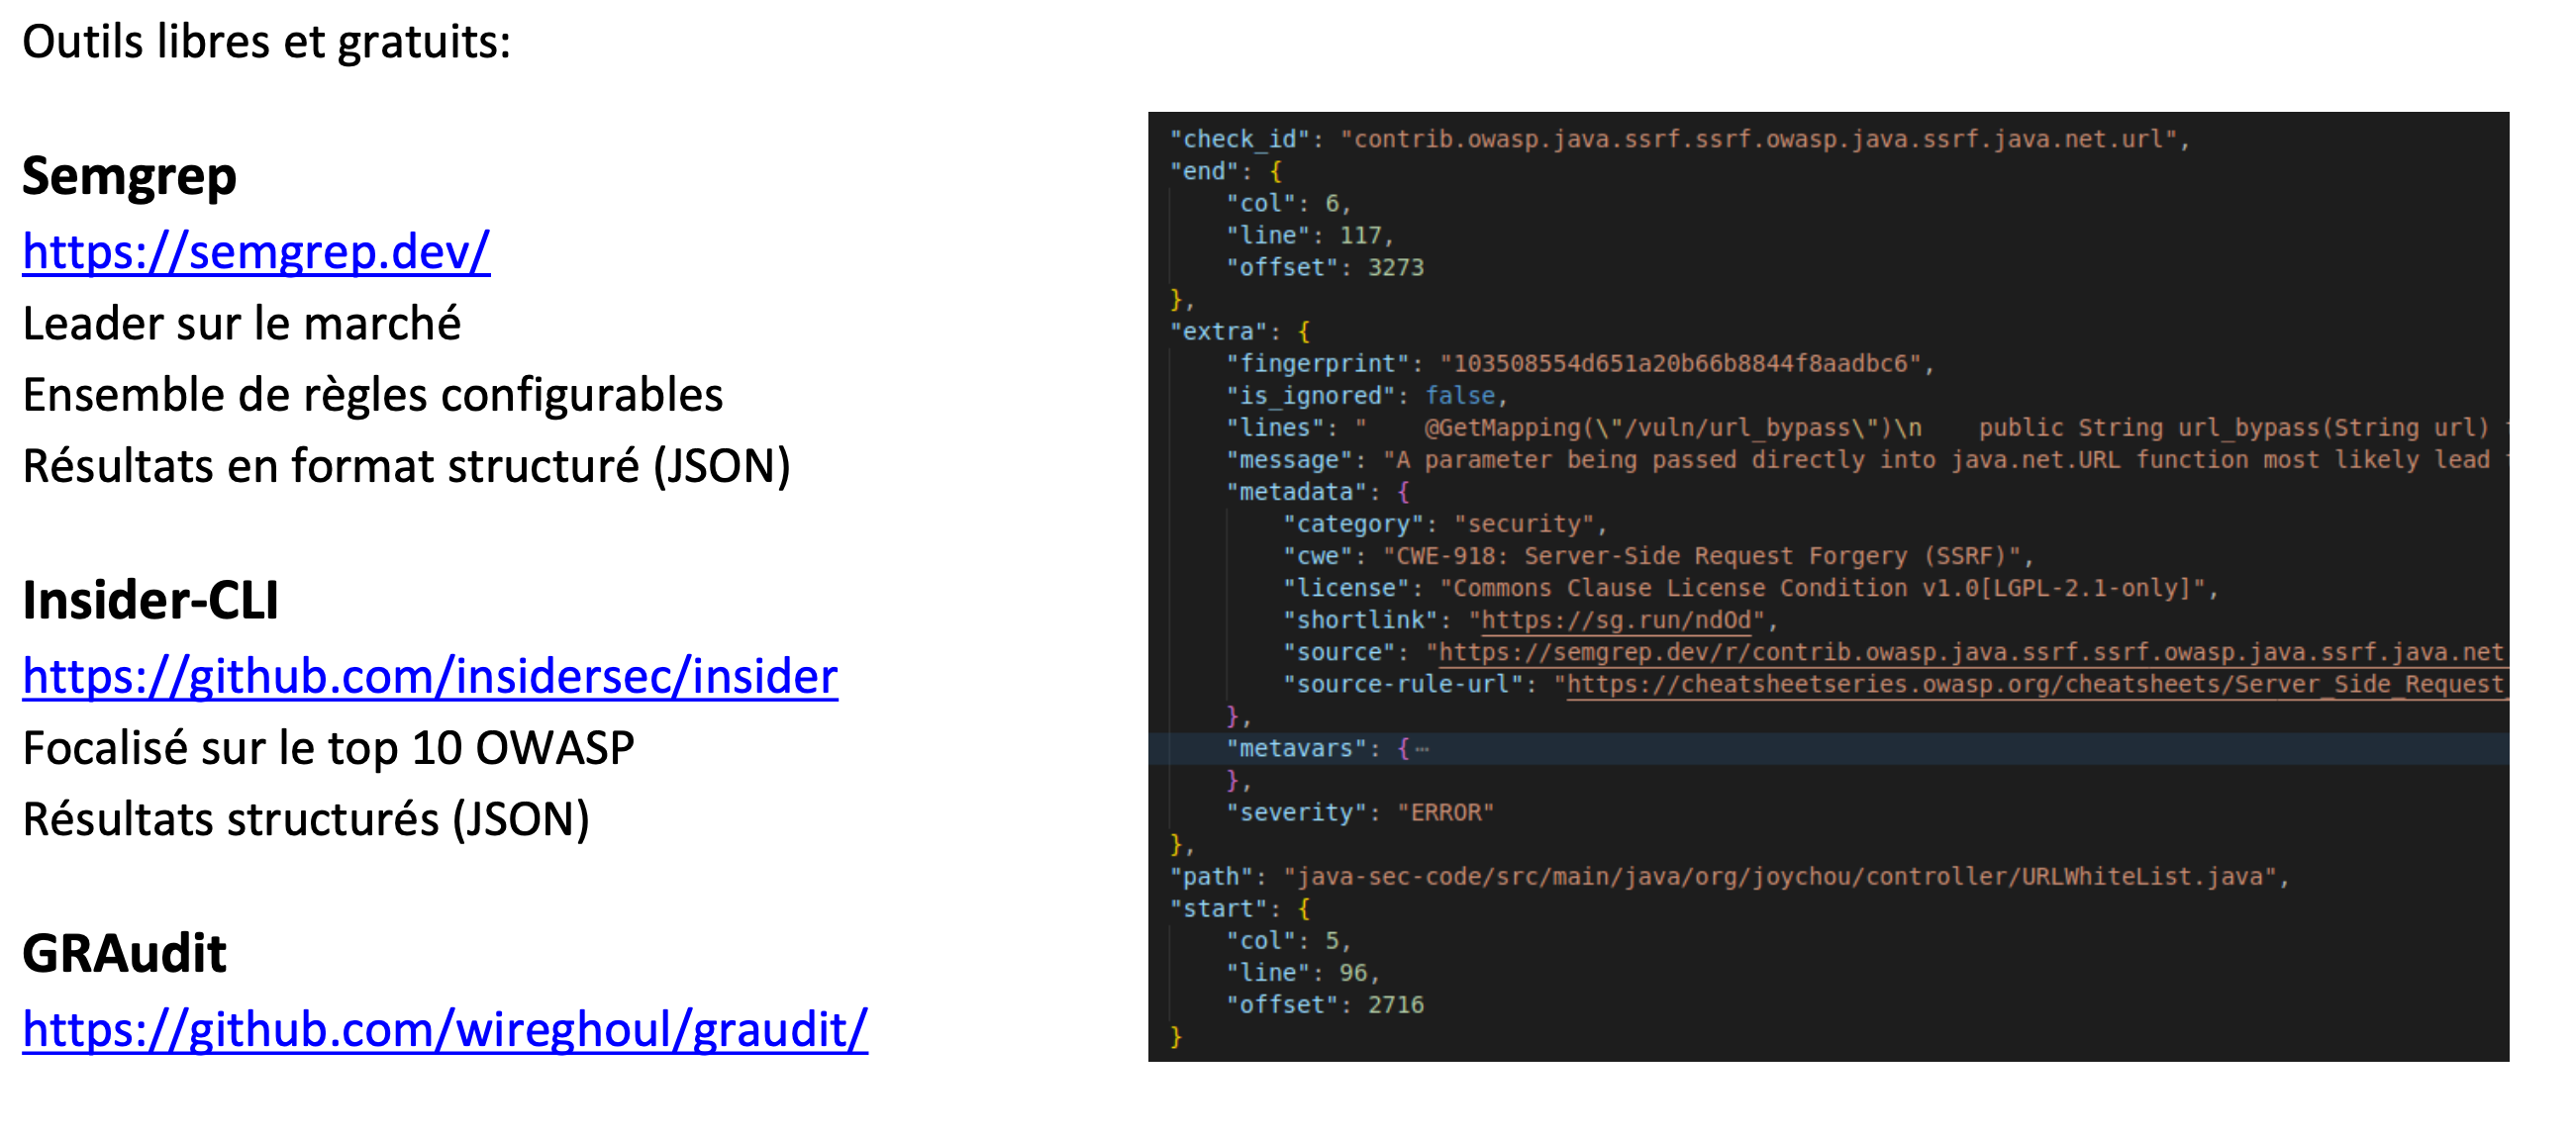 Outils libres et gratuits:
Semgrep
https://semgrep.dev/
Leader sur le marché
Ensemble de règles configurables
Résultats en format structuré (JSON)
Insider-CLI
https://github.com/insidersec/insider
Focalisé sur le top 10 OWASP
Résultats structurés (JSON)
GRAudit
https://github.com/wireghoul/graudit/
"check_id": "contrib.owasp.java.ssrf.ssrf.owasp.java.ssrf.java.net.url",
"end": {
"col": 6,
"line": 117,
"offset": 3273
},
"extra": {
"fingerprint": "103508554d651a20b66b8844f8aadbc6",
"is_ignored": false,
"lines": "    @GetMapping(\"/vuln/url_bypass\")\n    public String url_bypass(String url)
"message": "A parameter being passed directly into java.net.URL function most likely lead
"metadata": {
"category": "security",
"cwe": "CWE-918: Server-Side Request Forgery (SSRF)",
"license": "Commons Clause License Condition v1.0[LGPL-2.1-only]",
"shortlink": "https://sg.run/ndOd",
"source": "https://semgrep.dev/r/contrib.owasp.java.ssrf.ssrf.owasp.java.ssrf.java.net
"source-rule-url": "https://cheatsheetseries.owasp.org/cheatsheets/Server_Side_Request_
},
"metavars": {⋯
},
"severity": "ERROR"
},
"path": "java-sec-code/src/main/java/org/joychou/controller/URLWhiteList.java",
"start": {
"col": 5,
"line": 96,
"offset": 2716
}